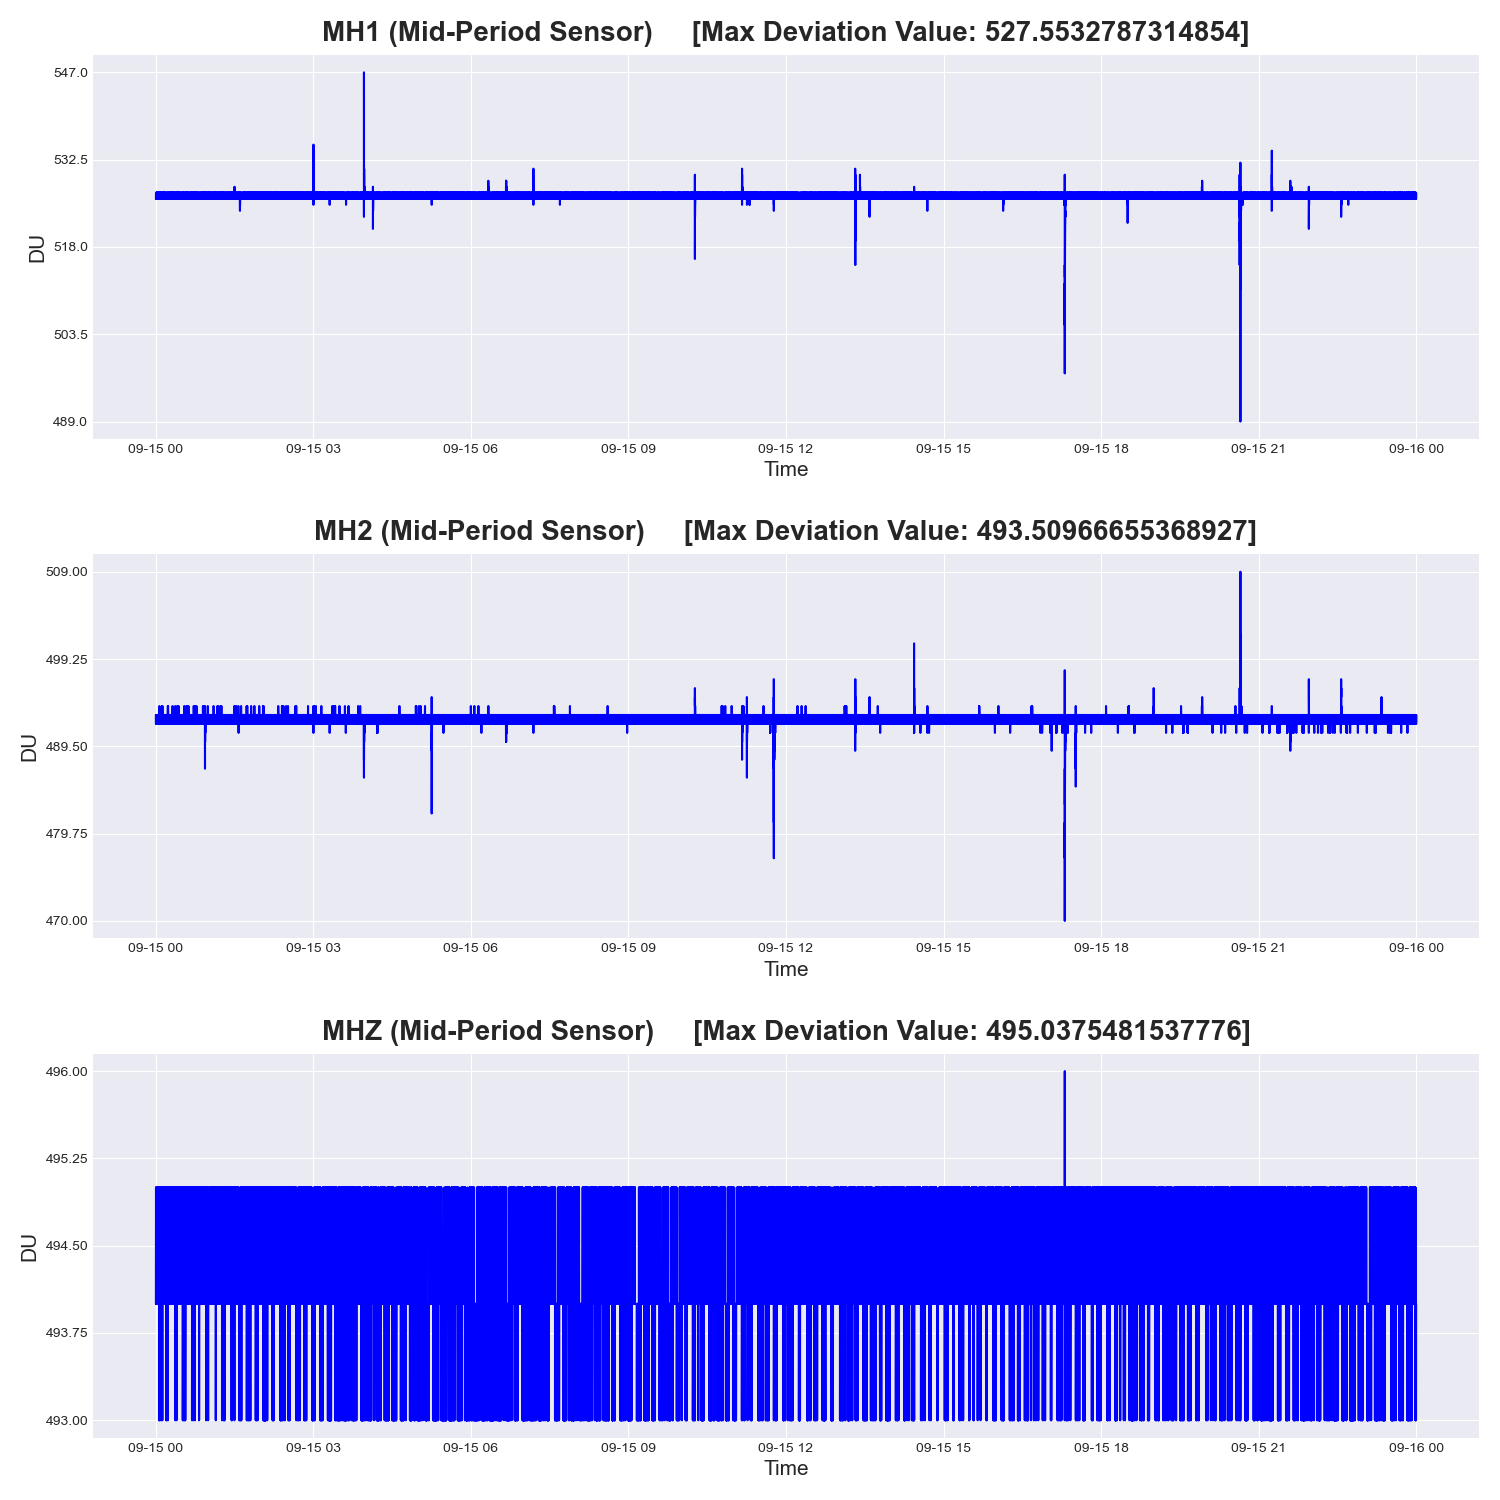 MH1 (Mid-Period Sensor) [Max Deviation Value: 527.5532787314854]
547.0
532.5
518.0
503.5
489.0
DU
09-15 00 09-15 03 09-15 06 09-15 09 09-15 12 09-15 15 09-15 18 09-15 21 09-16 00
Time
MH2 (Mid-Period Sensor) [Max Deviation Value: 493.50966655368927]
509.00
499.25
489.50
479.75
470.00
DU
09-15 00 09-15 03 09-15 06 09-15 09 09-15 12 09-15 15 09-15 18 09-15 21 09-16 00
Time
MHZ (Mid-Period Sensor) [Max Deviation Value: 495.0375481537776]
496.00
495.25
494.50
493.75
493.00
DU
09-15 00 09-15 03 09-15 06 09-15 09 09-15 12 09-15 15 09-15 18 09-15 21 09-16 00
Time